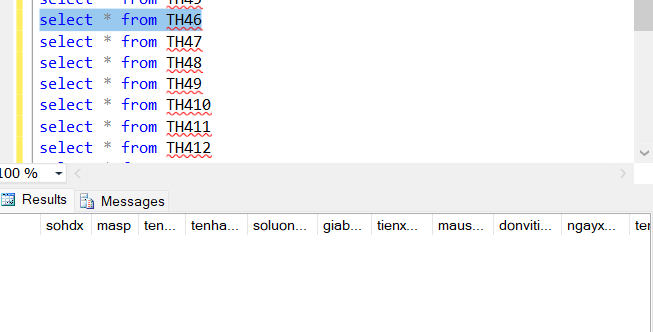 select * from TH46
select * from TH47
select * from TH48
select * from TH49
select * from TH410
select * from TH411
select * from TH412
100 %
Results Messages
sohdx masp ten... tenha... soluon... giab... tienx... maus... donviti... ngayx... ter